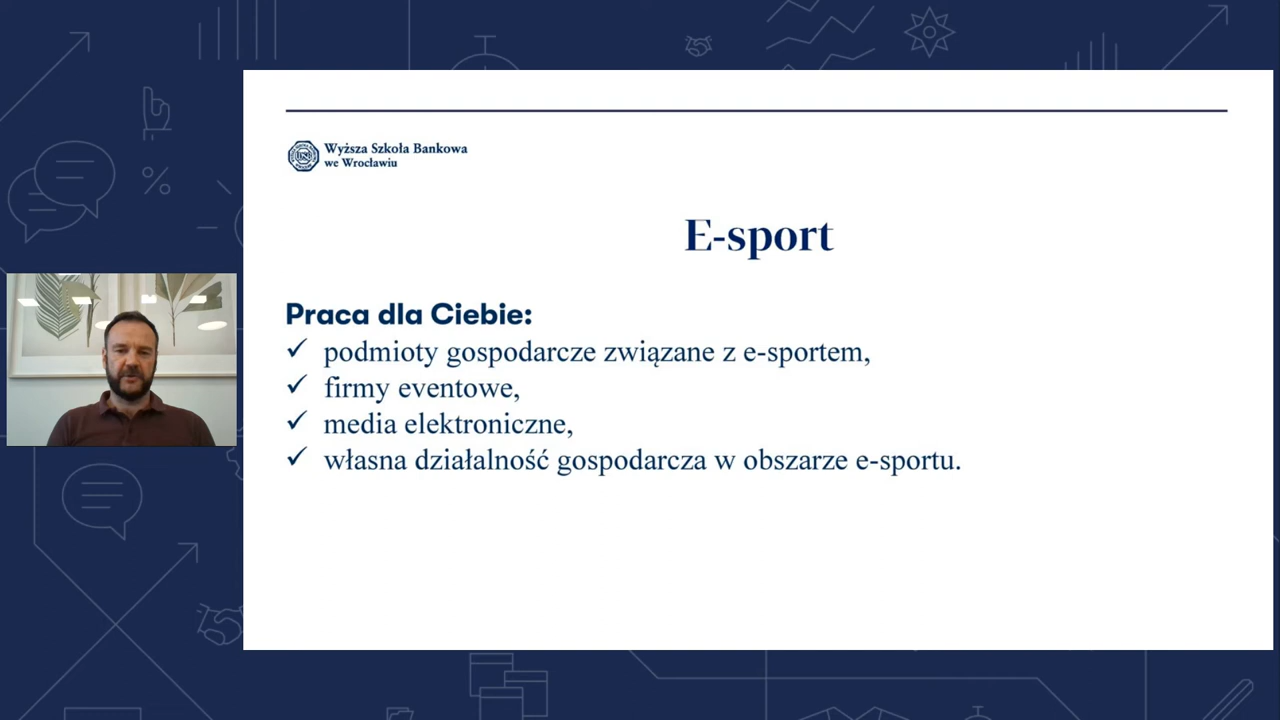 Wyższa Szkoła Bankowa
we Wrocławiu
E-sport
Praca dla Ciebie:
✓ podmioty gospodarcze związane z e-sportem,
✓ firmy eventowe,
✓ media elektroniczne,
✓ własna działalność gospodarcza w obszarze e-sportu.
%